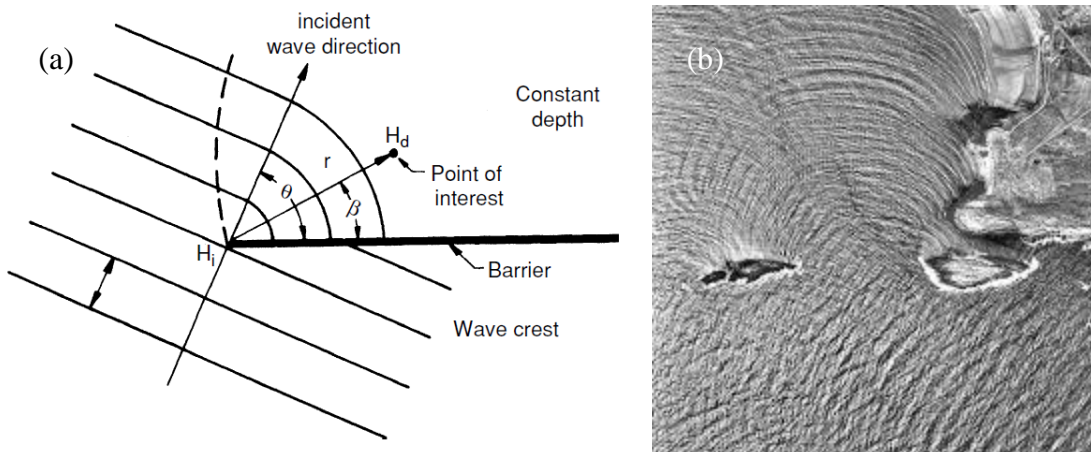 (a)
incident
wave direction
Constant
depth
H_d
r
Point of
interest
θ
β
H_i
Barrier
Wave crest
(b)